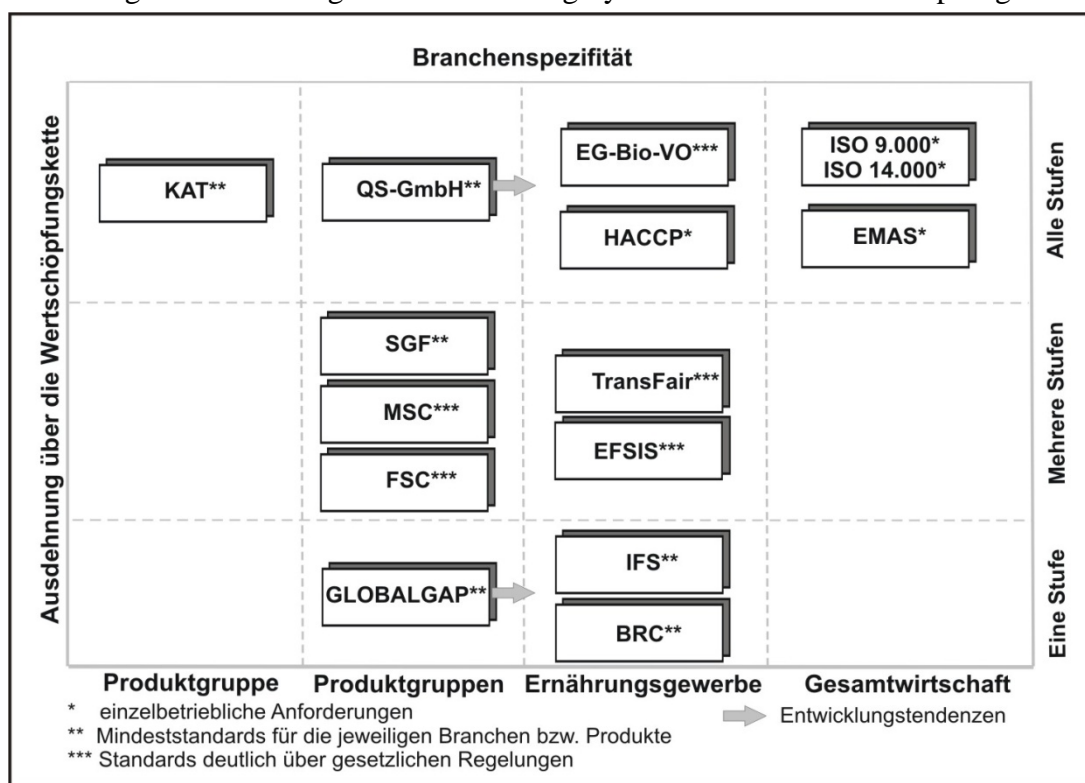 Branchenspezifität
Ausdehnung über die Wertschöpfungskette
KAT**
QS-GmbH**
EG-Bio-VO***
HACCP*
ISO 9.000*
ISO 14.000*
EMAS*
Alle Stufen
SGF**
MSC***
FSC***
TransFair***
EFSIS***
Mehrere Stufen
GLOBALGAP**
IFS**
BRC**
Eine Stufe
Produktgruppe Produktgruppen Ernährungsgewerbe Gesamtwirtschaft
* einzelbetriebliche Anforderungen
Entwicklungstendenzen
** Mindeststandards für die jeweiligen Branchen bzw. Produkte
*** Standards deutlich über gesetzlichen Regelungen